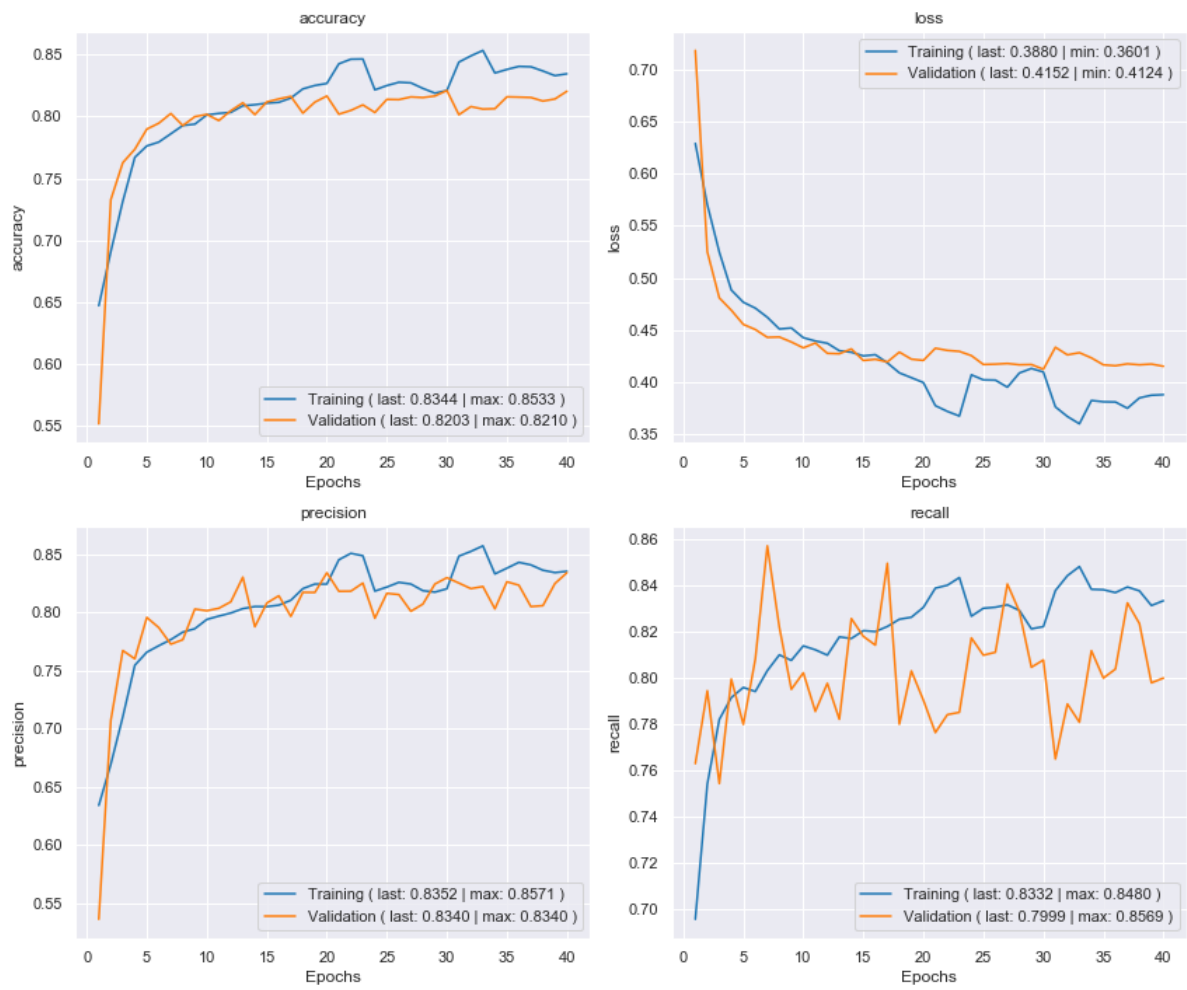 accuracy
0.85
0.80
0.75
0.70
0.65
0.60
0.55
accuracy
Training ( last: 0.8344 | max: 0.8533 )
Validation ( last: 0.8203 | max: 0.8210 )
0 5 10 15 20 25 30 35 40
Epochs
loss
0.70
0.65
0.60
0.55
0.50
0.45
0.40
0.35
loss
Training ( last: 0.3880 | min: 0.3601 )
Validation ( last: 0.4152 | min: 0.4124 )
0 5 10 15 20 25 30 35 40
Epochs
precision
0.85
0.80
0.75
0.70
0.65
0.60
0.55
precision
Training ( last: 0.8352 | max: 0.8571 )
Validation ( last: 0.8340 | max: 0.8340 )
0 5 10 15 20 25 30 35 40
Epochs
recall
0.86
0.84
0.82
0.80
0.78
0.76
0.74
0.72
0.70
recall
Training ( last: 0.8332 | max: 0.8480 )
Validation ( last: 0.7999 | max: 0.8569 )
0 5 10 15 20 25 30 35 40
Epochs